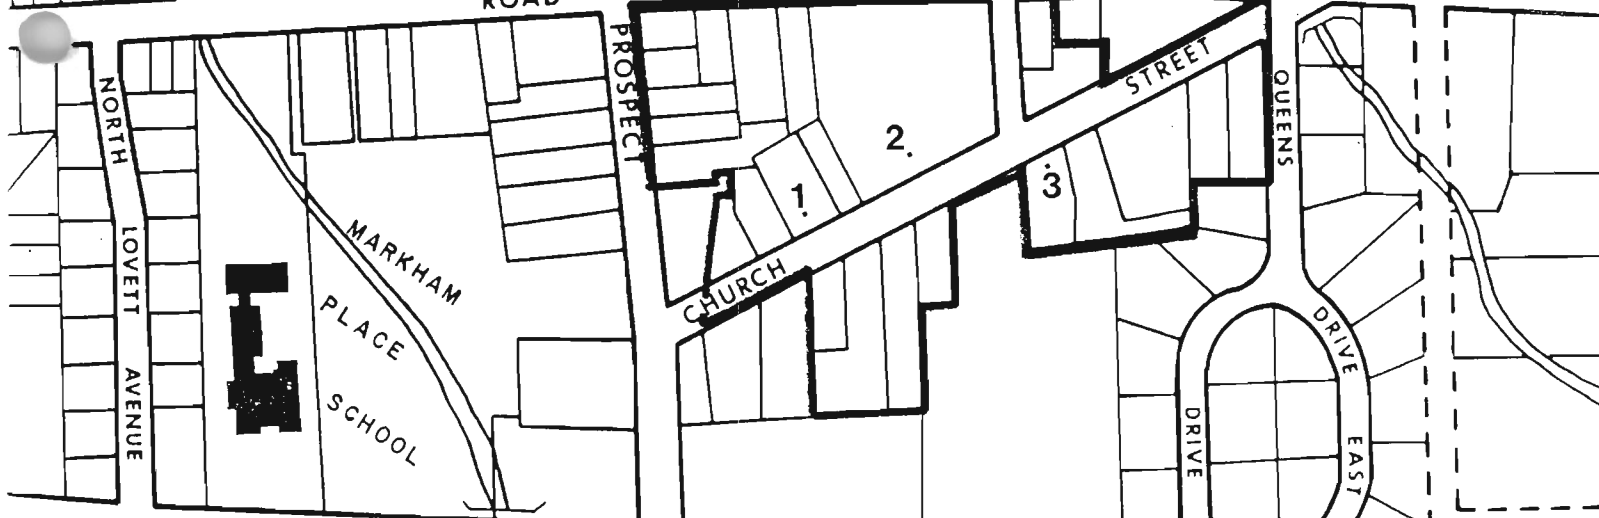 ROAD
PROSPECT
STREET
QUEENS
NORTH
2.
1.
3
MARKHAM
LOVETT
CHURCH
PLACE
DRIVE
AVENUE
SCHOOL
DRIVE
EAST